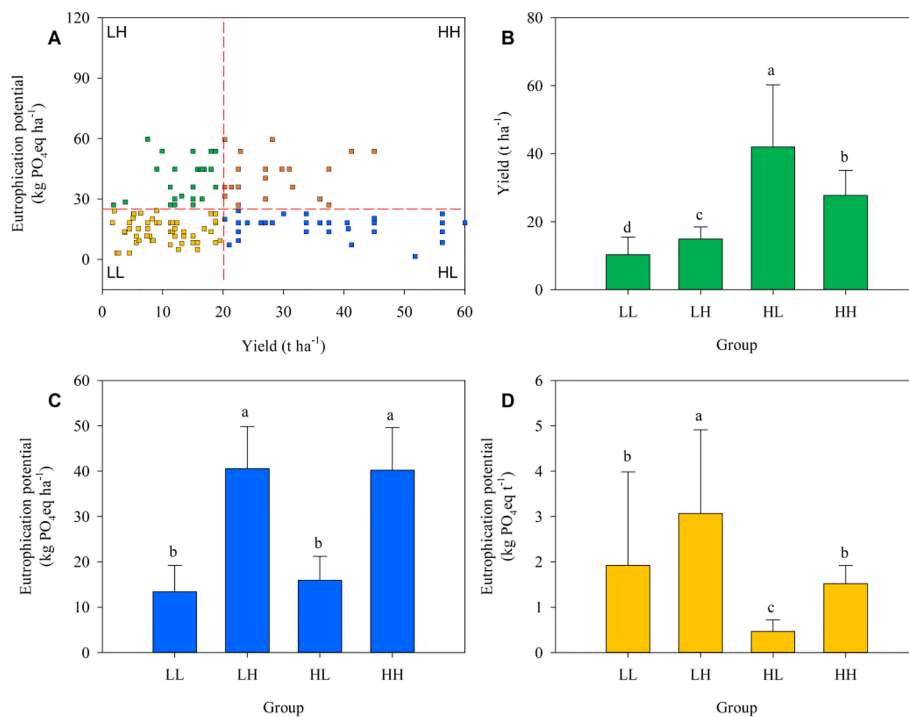 A
LH
HH
LL
HL
120
90
60
30
0
0 10 20 30 40 50 60
Eutrophication potential
(kg PO₄eq ha⁻¹)
Yield (t ha⁻¹)
B
80
60
40
20
0
Yield (t ha⁻¹)
d
c
a
b
LL LH HL HH
Group
C
60
50
40
30
20
10
0
Eutrophication potential
(kg PO₄eq ha⁻¹)
b
a
b
a
LL LH HL HH
Group
D
6
5
4
3
2
1
0
Eutrophication potential
(kg PO₄eq t⁻¹)
b
a
c
b
LL LH HL HH
Group